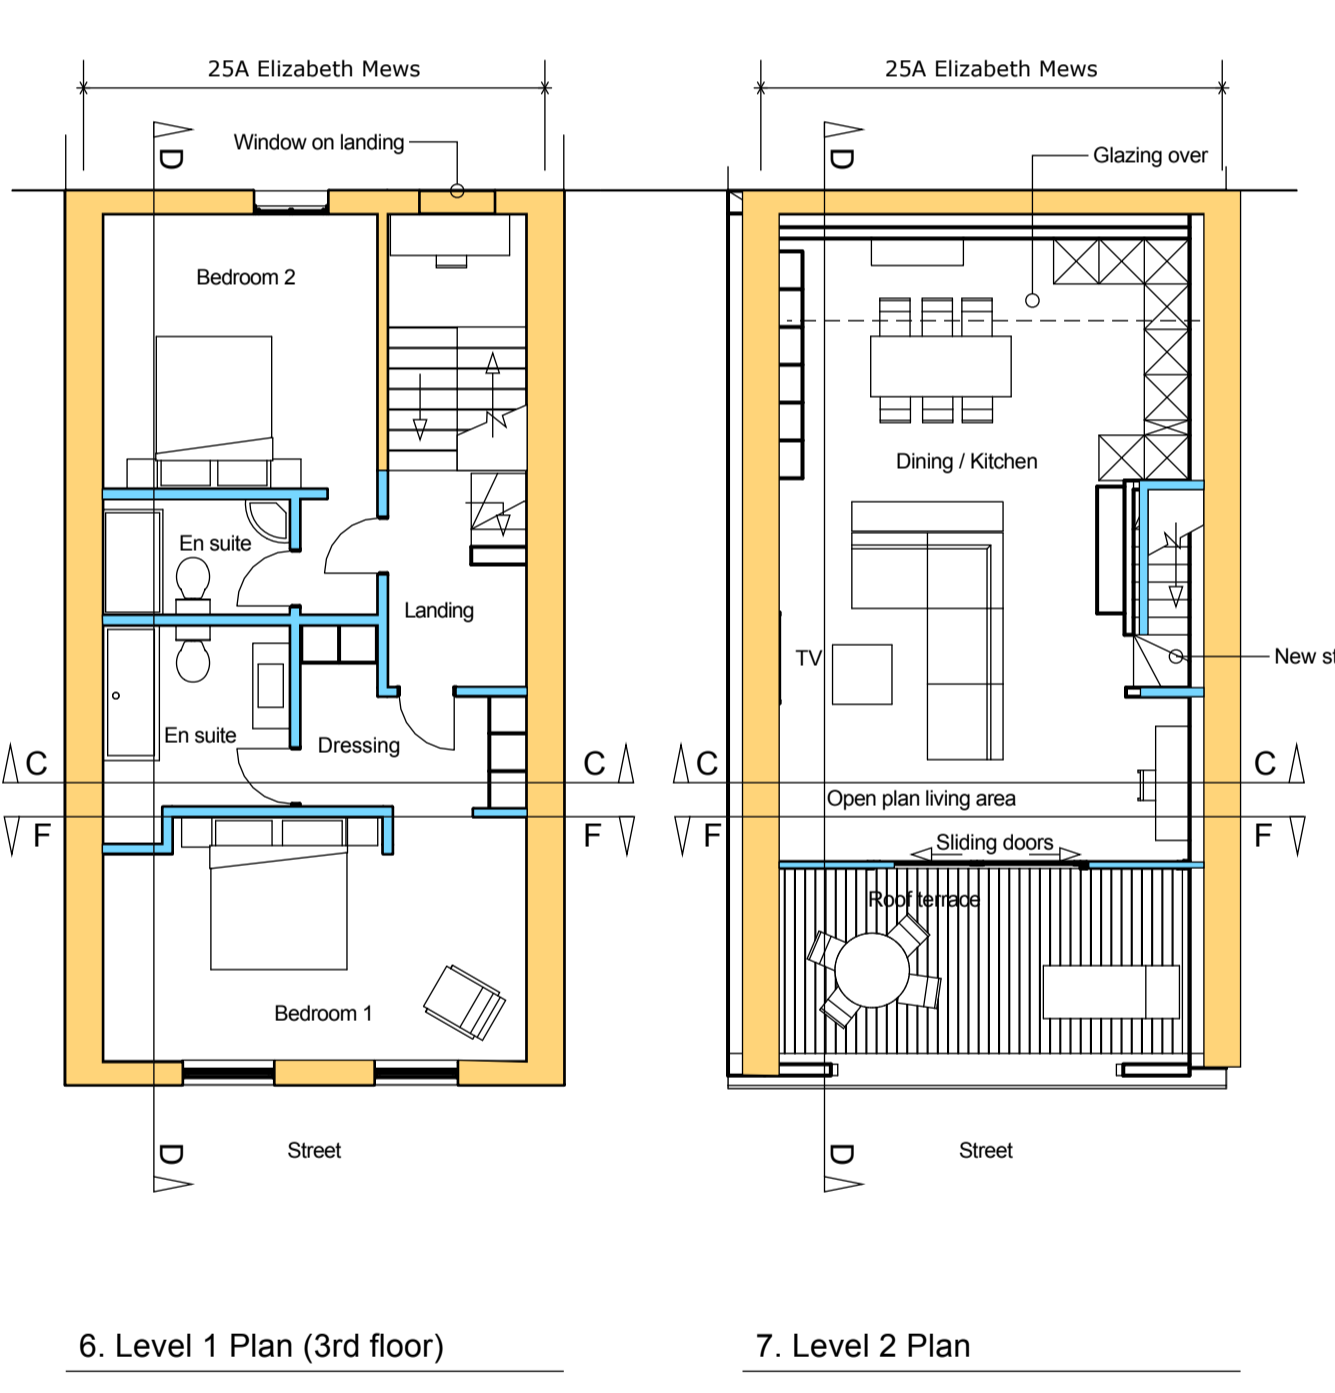 25A Elizabeth Mews
Window on landing
D
Bedroom 2
En suite
Landing
En suite
Dressing
C
C
F
F
Bedroom 1
Street
D
6. Level 1 Plan (3rd floor)
25A Elizabeth Mews
D
Glazing over
Dining / Kitchen
TV
New st
C
C
Open plan living area
F
F
Sliding doors
Roof terrace
Street
D
7. Level 2 Plan